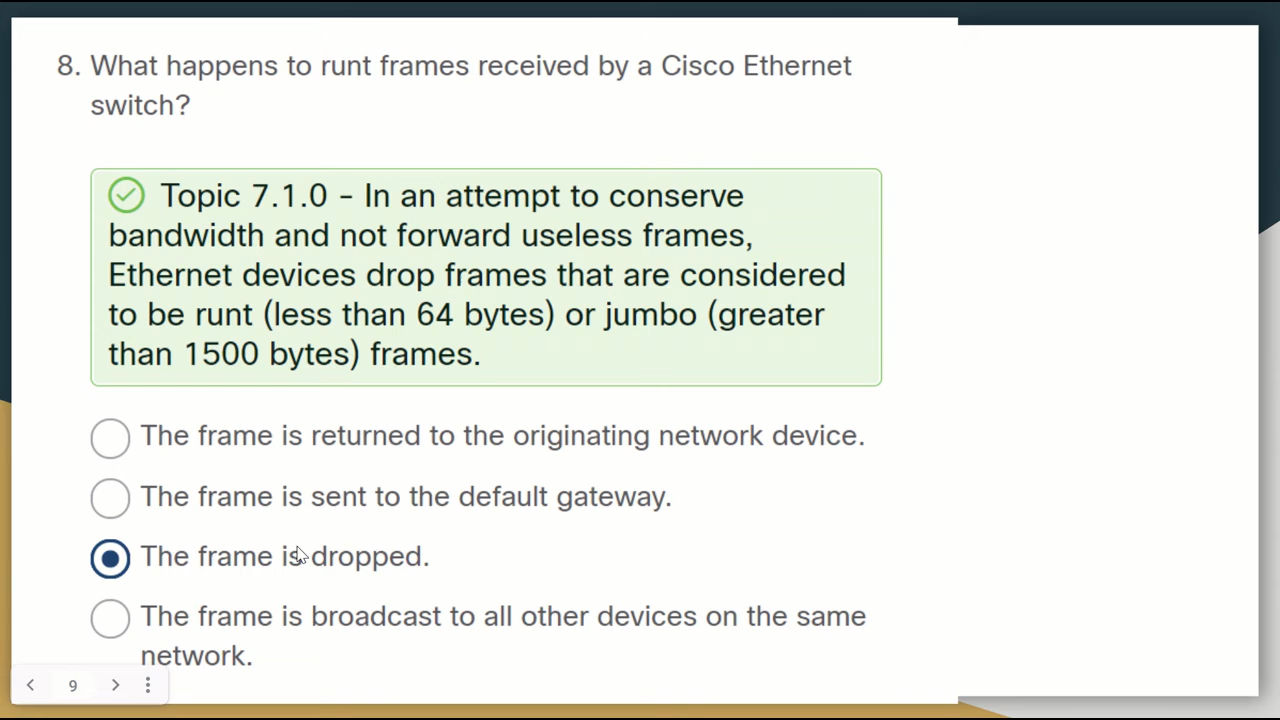 8. What happens to runt frames received by a Cisco Ethernet
switch?
Topic 7.1.0 - In an attempt to conserve
bandwidth and not forward useless frames,
Ethernet devices drop frames that are considered
to be runt (less than 64 bytes) or jumbo (greater
than 1500 bytes) frames.
The frame is returned to the originating network device.
The frame is sent to the default gateway.
The frame is dropped.
The frame is broadcast to all other devices on the same
network.
9